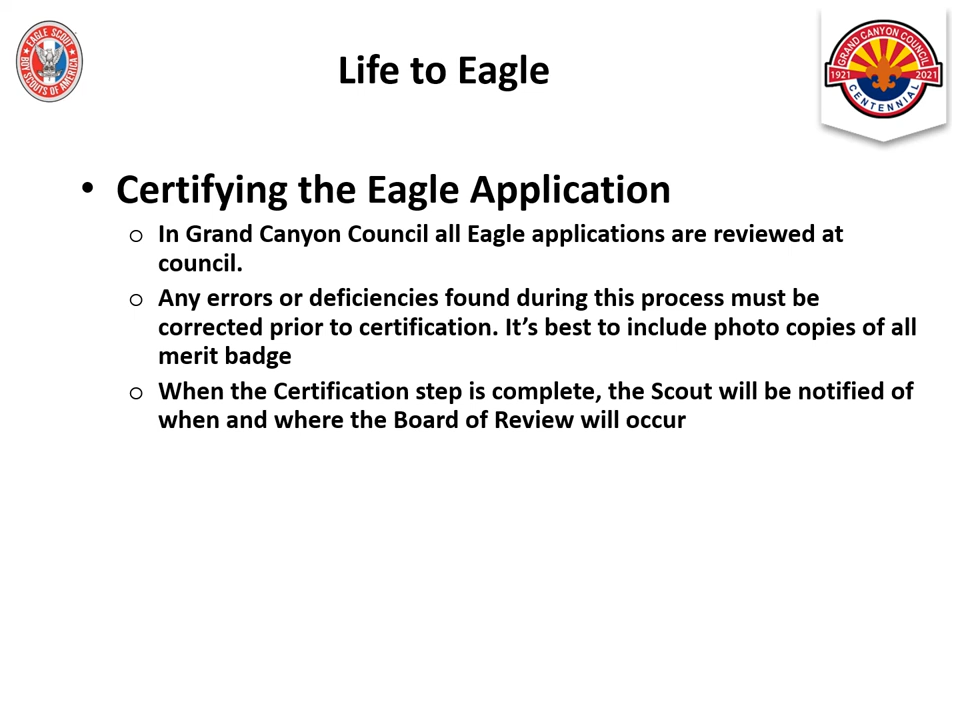 EAGLE SCOUT
BOY SCOUTS OF AMERICA
Life to Eagle
GRAND CANYON COUNCIL
1921 2021
CENTENNIAL
• Certifying the Eagle Application
o In Grand Canyon Council all Eagle applications are reviewed at
council.
o Any errors or deficiencies found during this process must be
corrected prior to certification. It’s best to include photo copies of all
merit badge
o When the Certification step is complete, the Scout will be notified of
when and where the Board of Review will occur